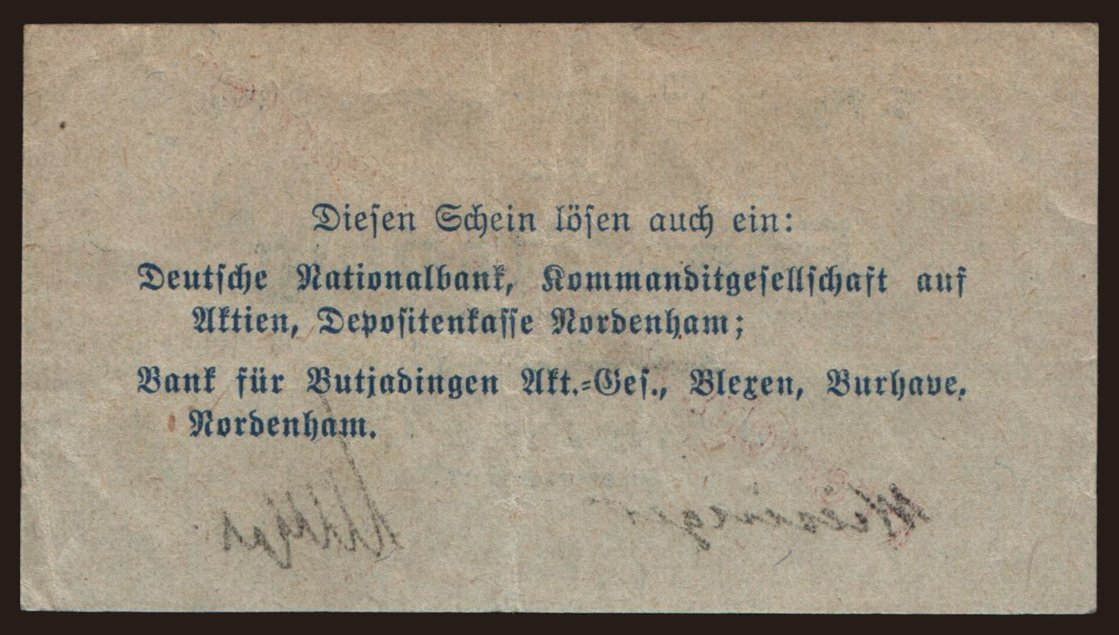 Diesen Schein lösen auch ein:
Deutsche Nationalbank, Kommanditgesellschaft auf
Aktien, Depositenkasse Nordenham;
Bank für Butjadingen Akt.-Ges., Blexen, Burhave,
Nordenham.